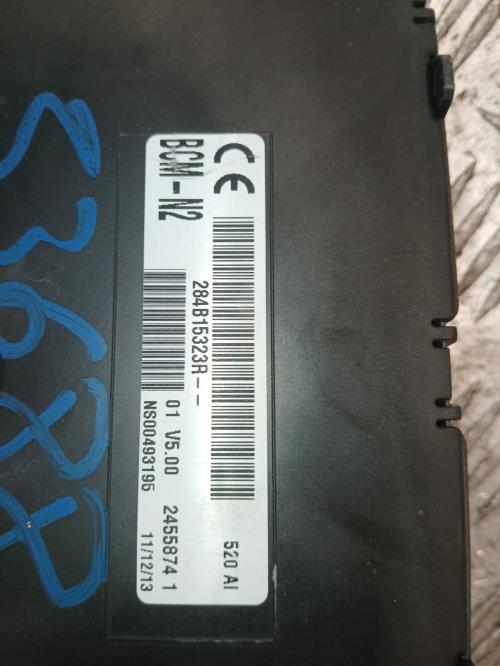 CE
520 AI
BCM-N2
284B15323R--
01 V5.00 2455874 1
NS00493195 11/12/13